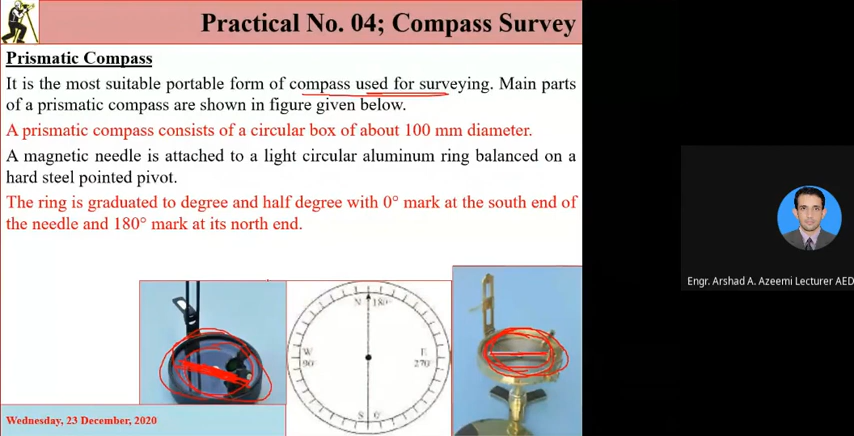 Practical No. 04; Compass Survey
Prismatic Compass
It is the most suitable portable form of compass used for surveying. Main parts
of a prismatic compass are shown in figure given below.
A prismatic compass consists of a circular box of about 100 mm diameter.
A magnetic needle is attached to a light circular aluminum ring balanced on a
hard steel pointed pivot.
The ring is graduated to degree and half degree with 0° mark at the south end of
the needle and 180° mark at its north end.
N 180°
W
90°
E
270°
S 0°
Engr. Arshad A. Azeemi Lecturer AED
Wednesday, 23 December, 2020